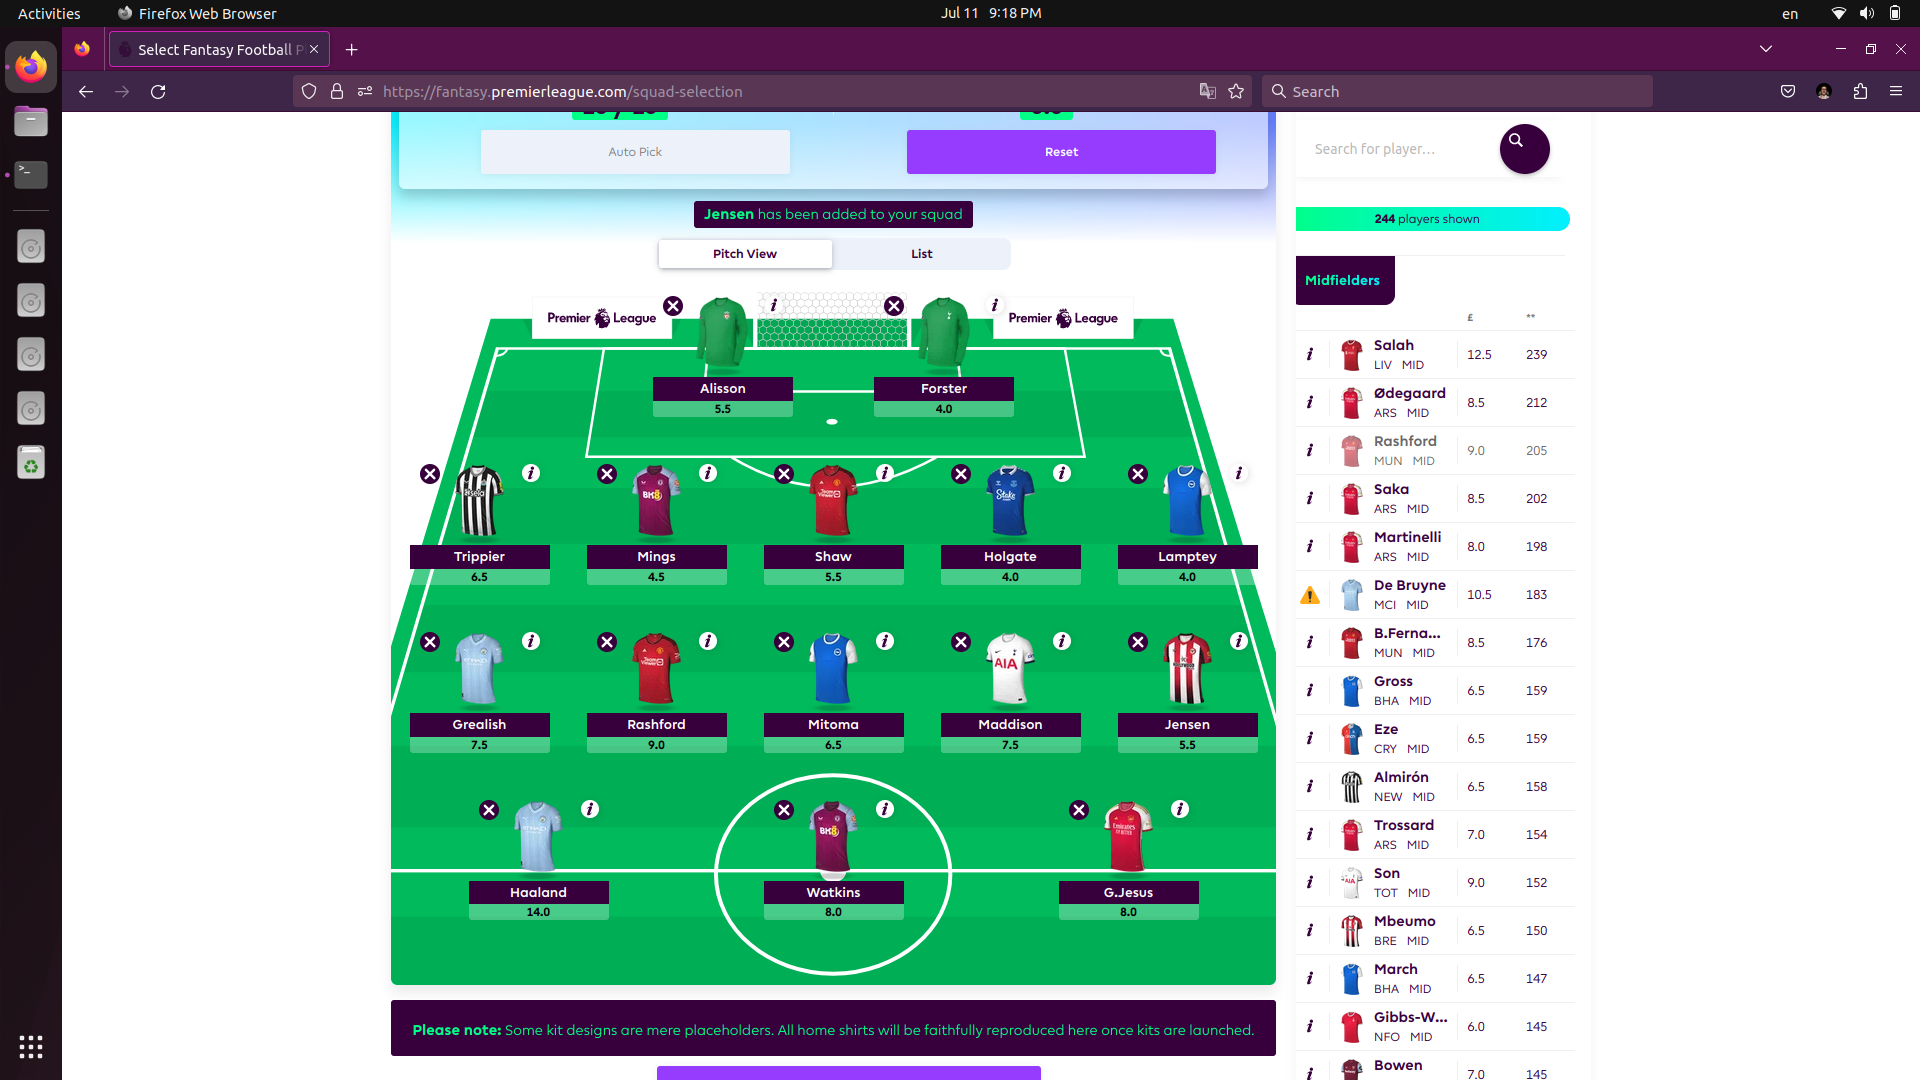 Activities
Firefox Web Browser
Jul 11 9:18 PM
en
Select Fantasy Football P
https://fantasy.premierleague.com/squad-selection
Search
Auto Pick
Reset
Jensen has been added to your squad
Pitch View
List
Premier League
Premier League
Alisson
5.5
Forster
4.0
Trippier
6.5
Mings
4.5
Shaw
5.5
Holgate
4.0
Lamptey
4.0
Grealish
7.5
Rashford
9.0
Mitoma
6.5
Maddison
7.5
Jensen
5.5
Haaland
14.0
Watkins
8.0
G.Jesus
8.0
Please note: Some kit designs are mere placeholders. All home shirts will be faithfully reproduced here once kits are launched.
Search for player...
244 players shown
Midfielders
£ **
Salah
LIV MID
12.5 239
Ødegaard
ARS MID
8.5 212
Rashford
MUN MID
9.0 205
Saka
ARS MID
8.5 202
Martinelli
ARS MID
8.0 198
De Bruyne
MCI MID
10.5 183
B.Ferna...
MUN MID
8.5 176
Gross
BHA MID
6.5 159
Eze
CRY MID
6.5 159
Almirón
NEW MID
6.5 158
Trossard
ARS MID
7.0 154
Son
TOT MID
9.0 152
Mbeumo
BRE MID
6.5 150
March
BHA MID
6.5 147
Gibbs-W...
NFO MID
6.0 145
Bowen
7.0 145